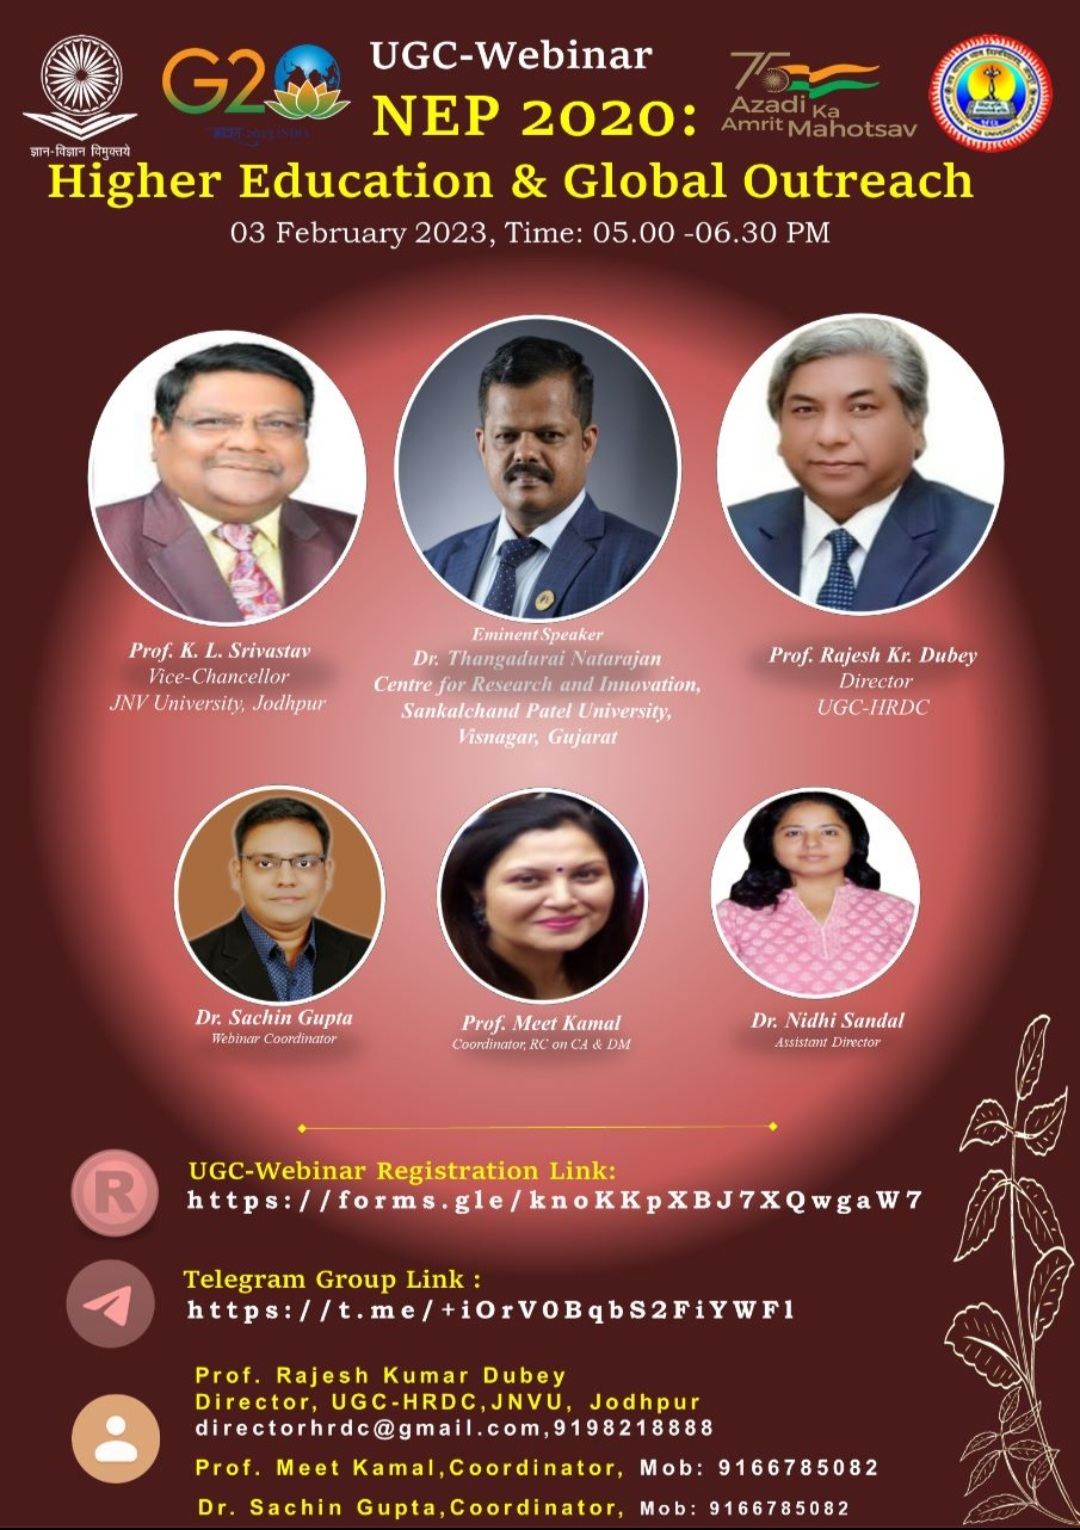 ज्ञान-विज्ञान विमुक्तये
G20
INDIA
UGC-Webinar
NEP 2020:
75
Azadi Ka
Amrit Mahotsav
Higher Education & Global Outreach
03 February 2023, Time: 05.00 -06.30 PM
Prof. K. L. Srivastav
Vice-Chancellor
JNV University, Jodhpur
Eminent Speaker
Dr. Thangadurai Natarajan
Centre for Research and Innovation,
Sankalchand Patel University,
Visnagar, Gujarat
Prof. Rajesh Kr. Dubey
Director
UGC-HRDC
Dr. Sachin Gupta
Webinar Coordinator
Prof. Meet Kamal
Coordinator, RC on CA & DM
Dr. Nidhi Sandal
Assistant Director
R
UGC-Webinar Registration Link:
https://forms.gle/knoKKpXBJ7XQwgaW7
Telegram Group Link :
https://t.me/+iOrV0BqbS2FiYWFl
Prof. Rajesh Kumar Dubey
Director, UGC-HRDC,JNVU, Jodhpur
directorhrdc@gmail.com,9198218888
Prof. Meet Kamal,Coordinator, Mob: 9166785082
Dr. Sachin Gupta,Coordinator, Mob: 9166785082